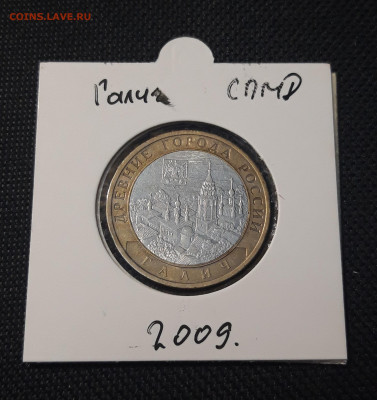 COINS.LAVE.RU
Галич СПМД
ДРЕВНИЕ ГОРОДА РОССИИ
ГАЛИЧ
2009.